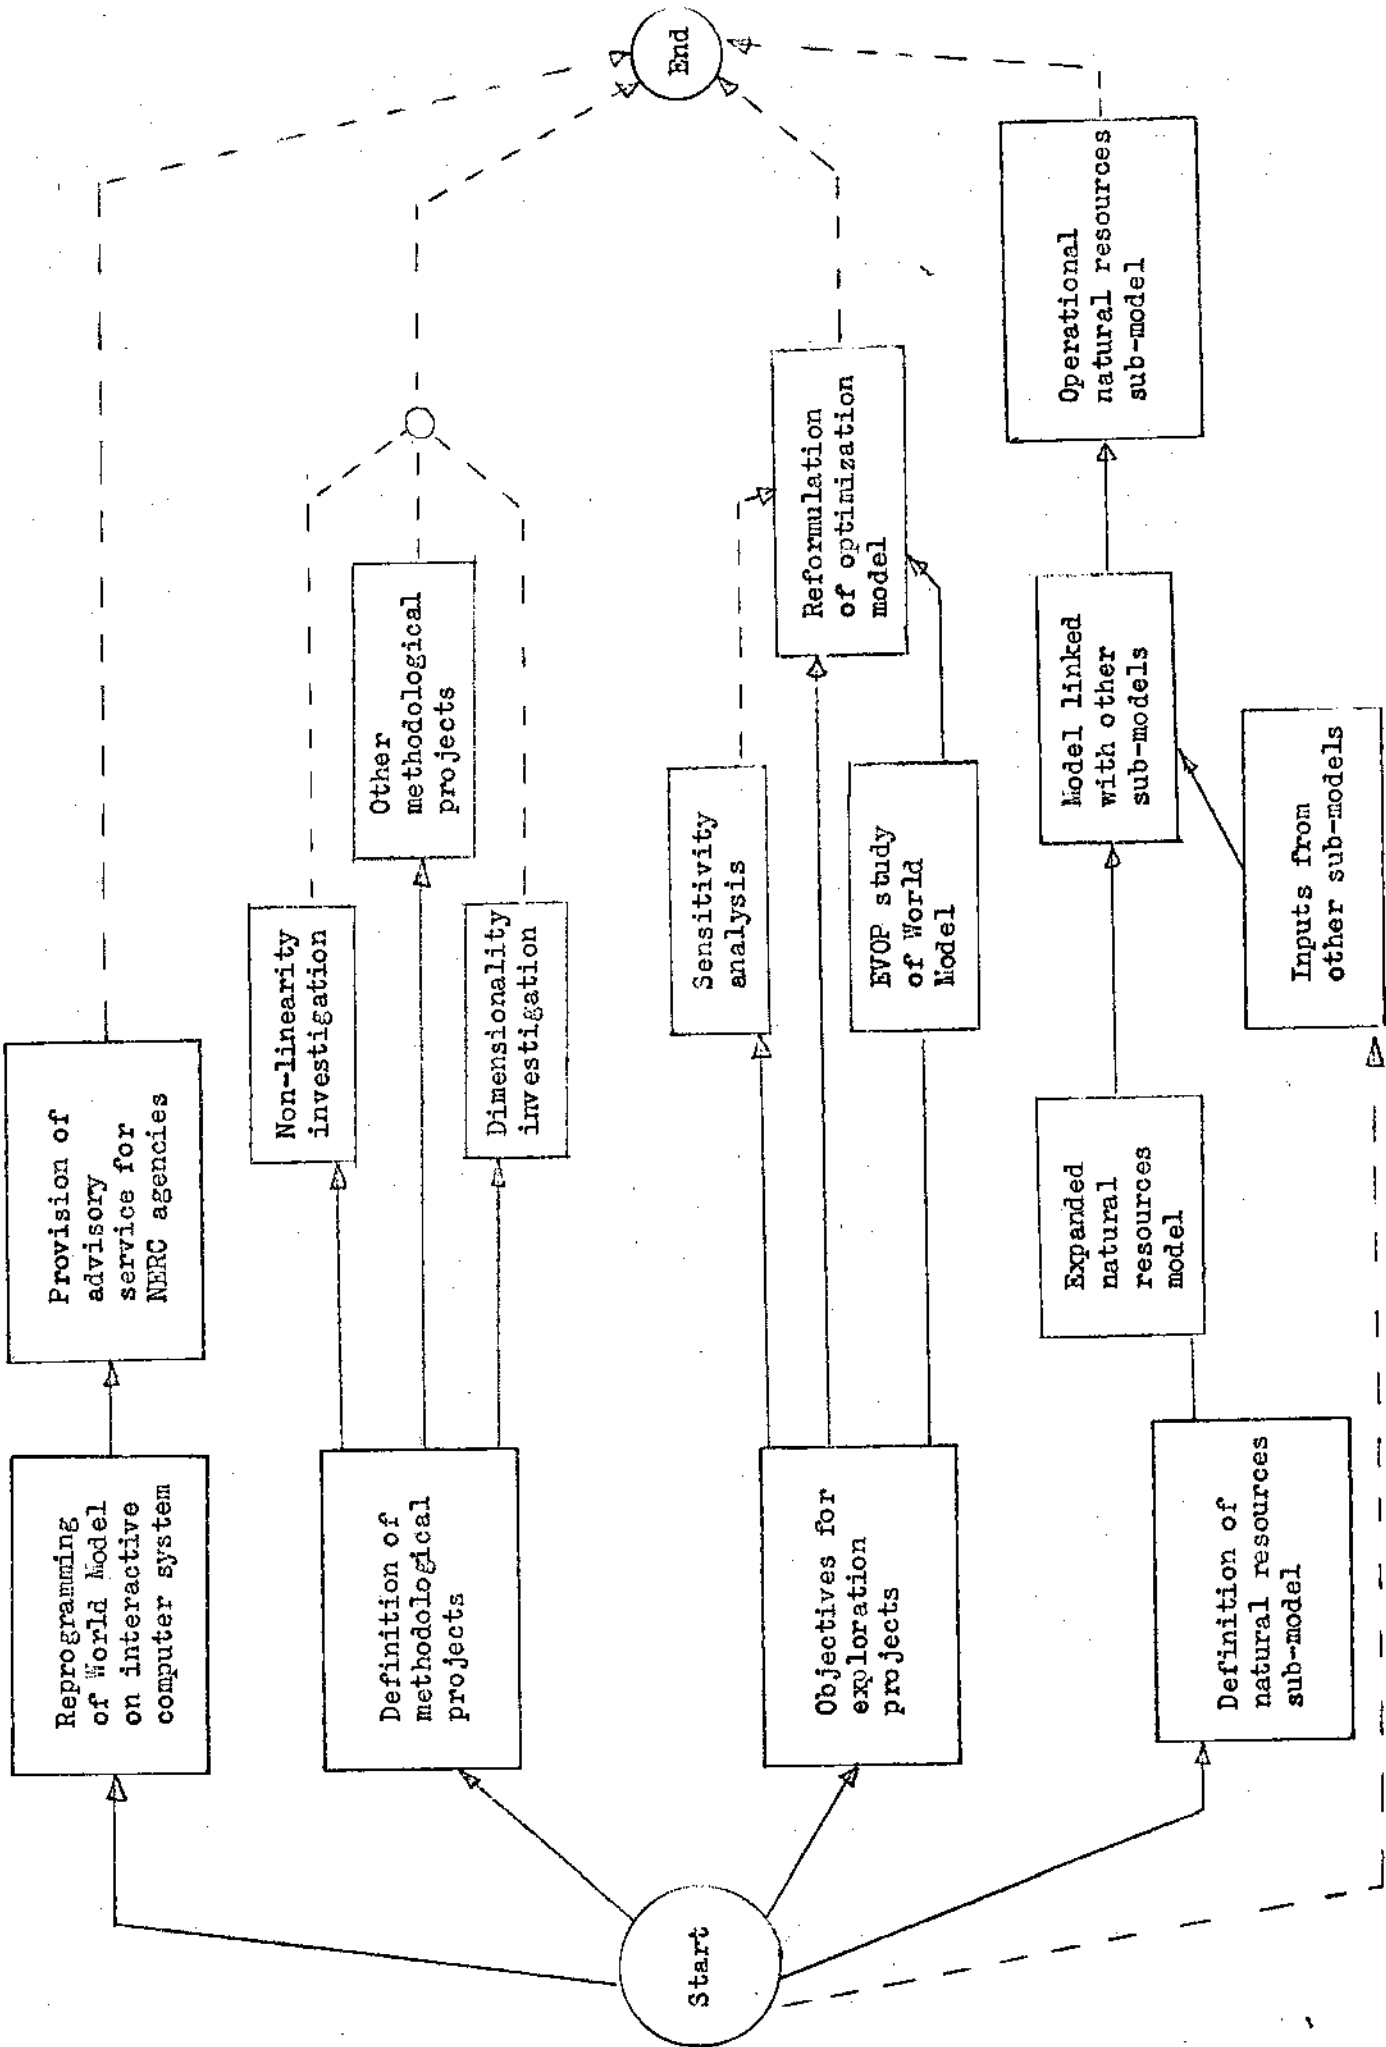 Start
Reprogramming
of World Model
on interactive
computer system
Provision of
advisory
service for
NERC agencies
Definition of
methodological
projects
Non-linearity
investigation
Other
methodological
projects
Dimensionality
investigation
Objectives for
exploration
projects
Sensitivity
analysis
EVOP study
of World
Model
Reformulation
of optimization
model
Definition of
natural resources
sub-model
Expanded
natural
resources
model
Model linked
with other
sub-models
Inputs from
other sub-models
Operational
natural resources
sub-model
End